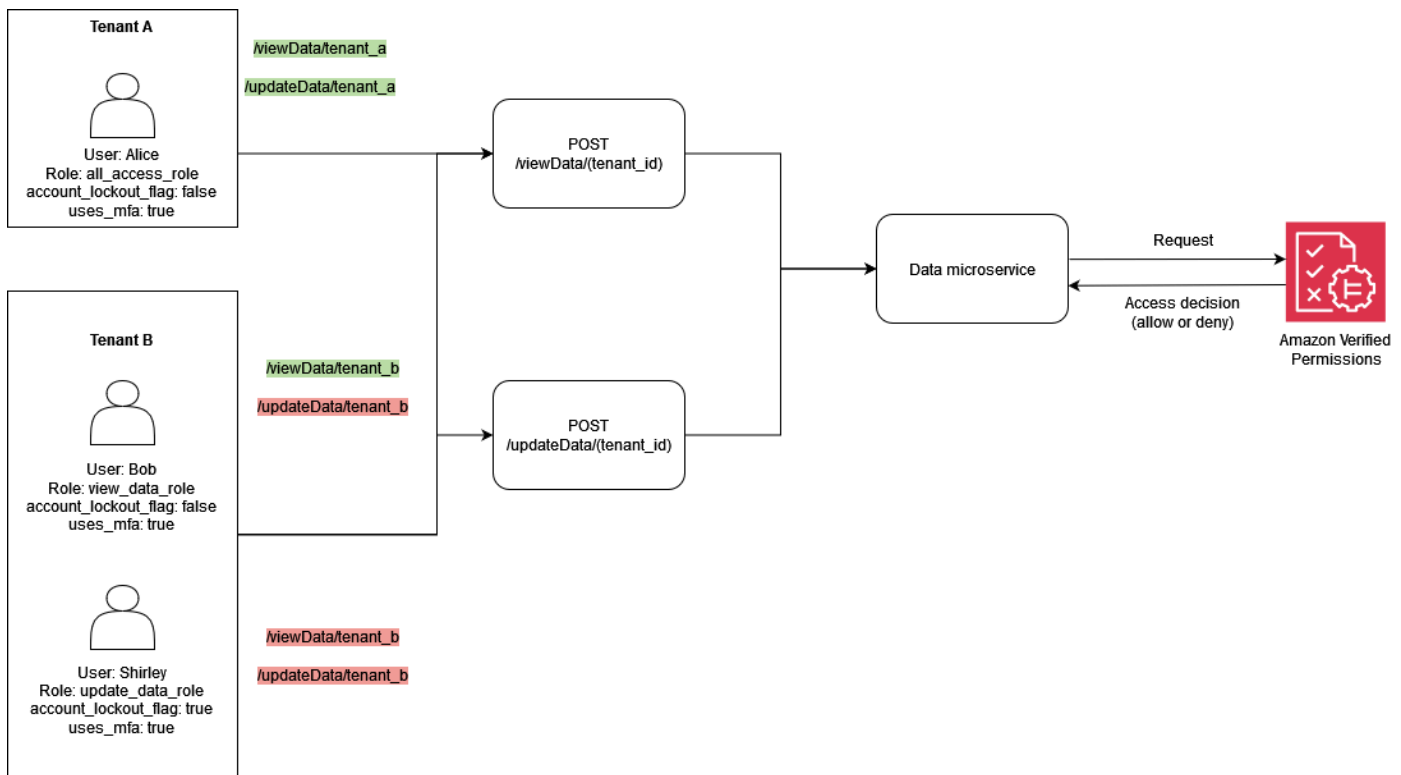 Tenant A
/viewData/tenant_a
/updateData/tenant_a
User: Alice
Role: all_access_role
account_lockout_flag: false
uses_mfa: true
POST
/viewData/(tenant_id)
Data microservice
Request
Access decision
(allow or deny)
Amazon Verified
Permissions
Tenant B
/viewData/tenant_b
/updateData/tenant_b
User: Bob
Role: view_data_role
account_lockout_flag: false
uses_mfa: true
POST
/updateData/(tenant_id)
/viewData/tenant_b
/updateData/tenant_b
User: Shirley
Role: update_data_role
account_lockout_flag: true
uses_mfa: true